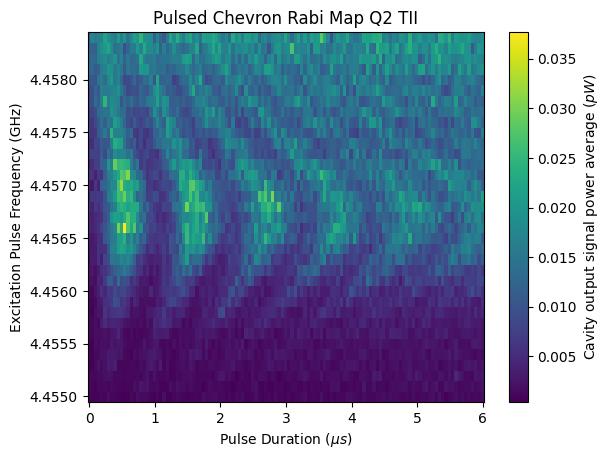 Pulsed Chevron Rabi Map Q2 TII
Excitation Pulse Frequency (GHz)
4.4580
4.4575
4.4570
4.4565
4.4560
4.4555
4.4550
0 1 2 3 4 5 6
Pulse Duration (μs)
0.035
0.030
0.025
0.020
0.015
0.010
0.005
Cavity output signal power average (pW)